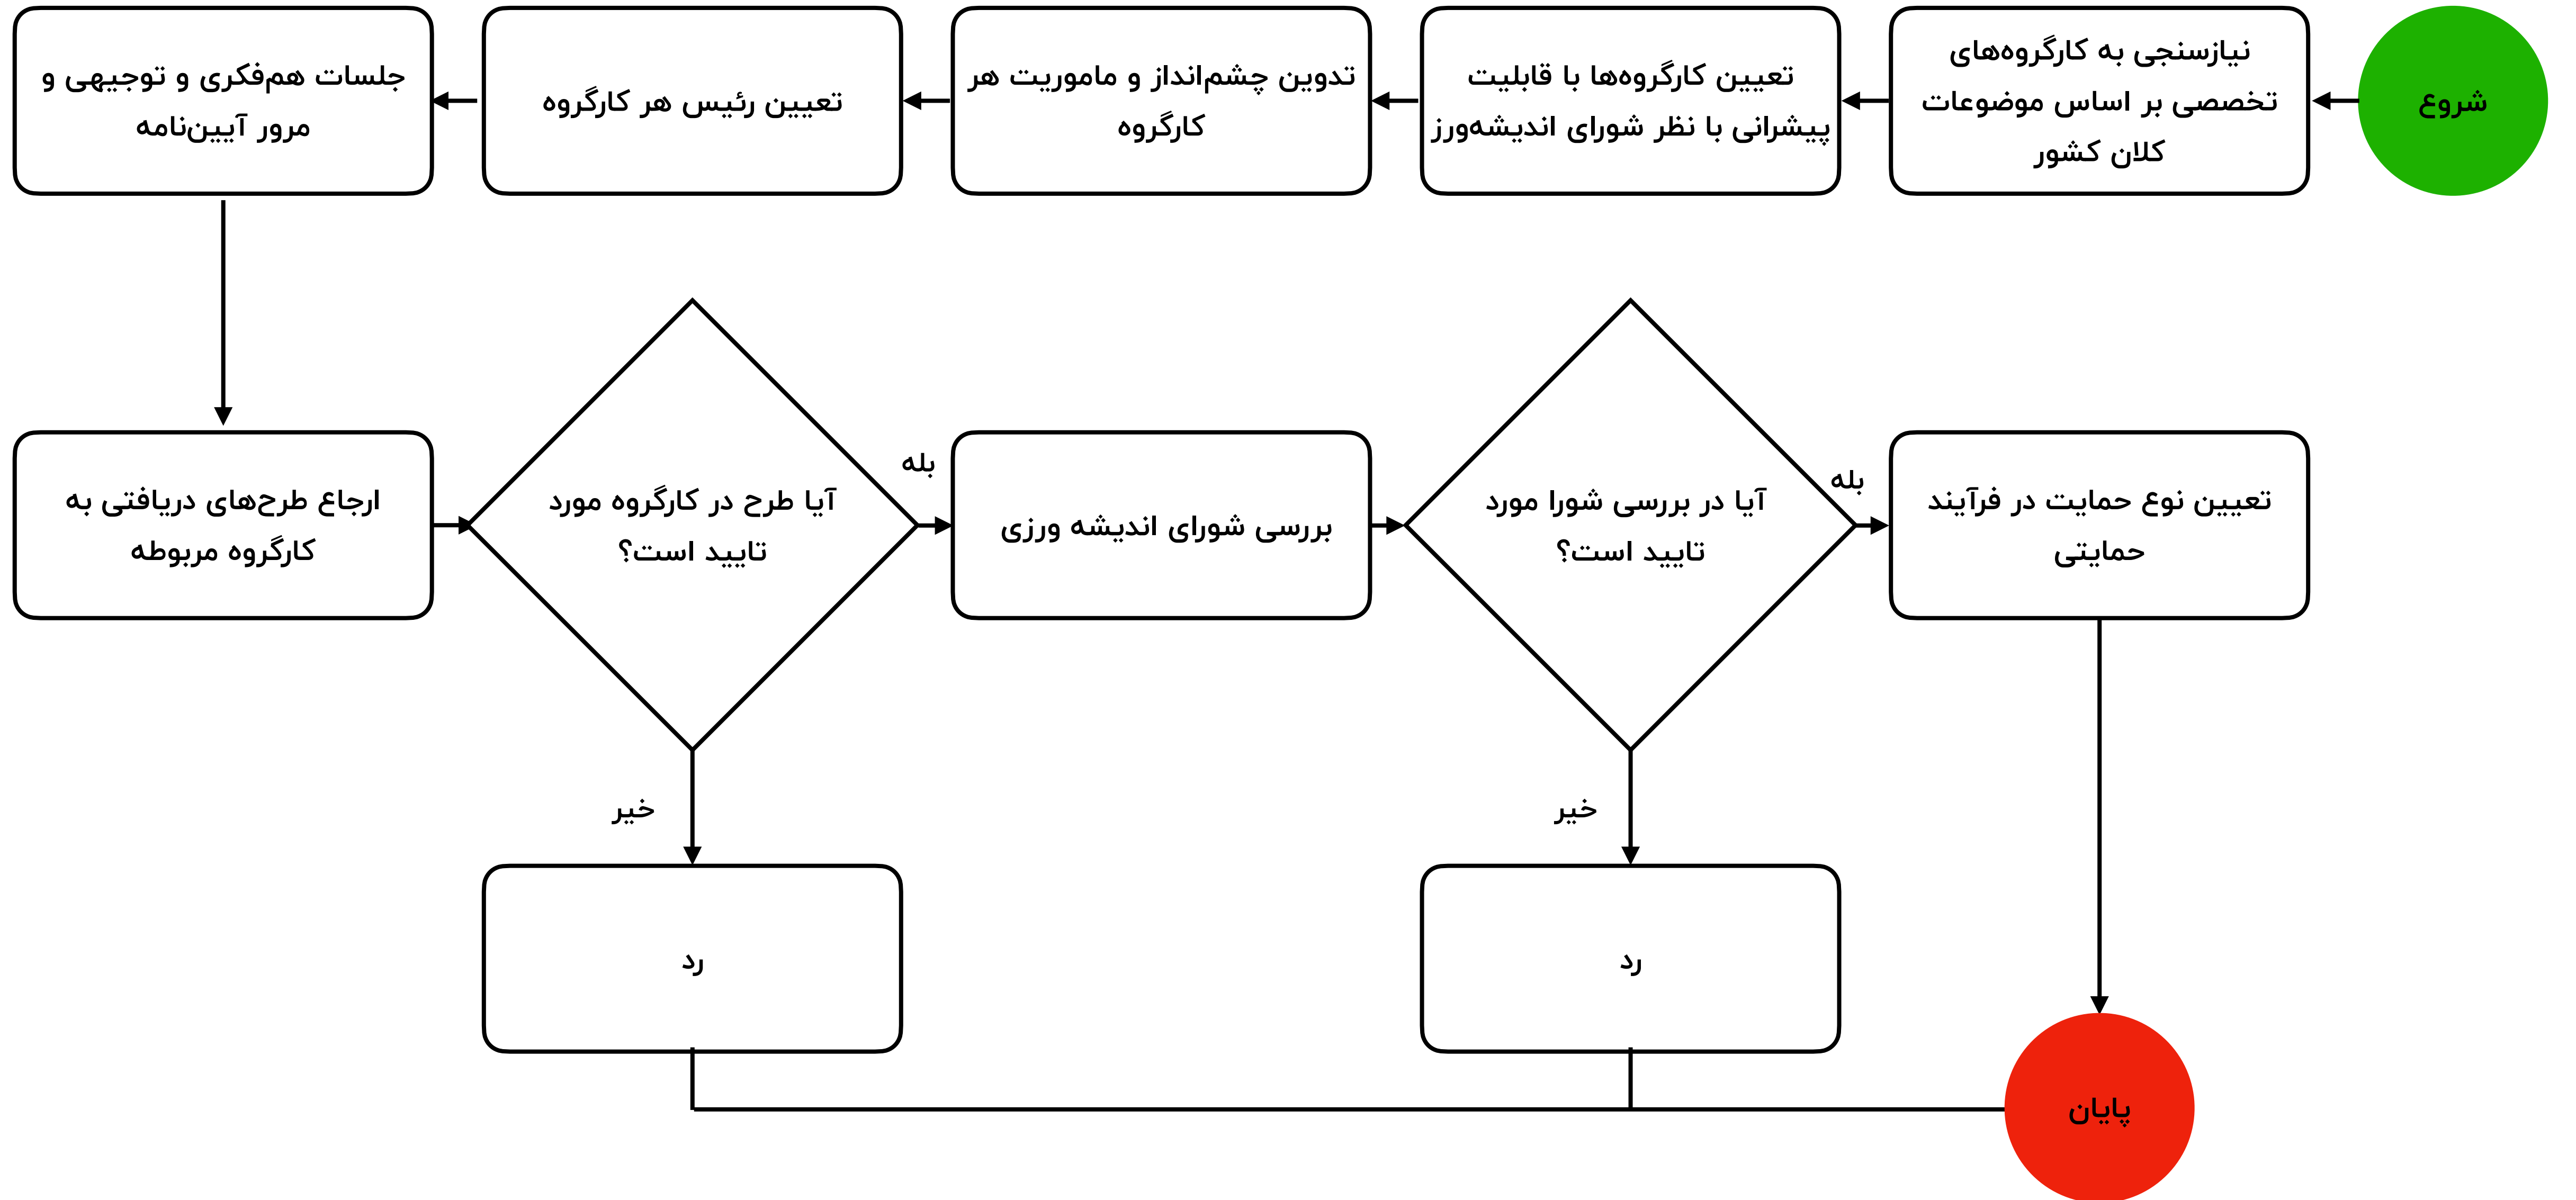 شروع
نیازسنجی به کارگروه‌های
تخصصی بر اساس موضوعات
کلان کشور
تعیین کارگروه‌ها با قابلیت
پیشرانی با نظر شورای اندیشه‌ورز
تدوین چشم‌انداز و ماموریت هر
کارگروه
تعیین رئیس هر کارگروه
جلسات هم‌فکری و توجیهی و
مرور آیین‌نامه
ارجاع طرح‌های دریافتی به
کارگروه مربوطه
آیا طرح در کارگروه مورد
تایید است؟
بله
بررسی شورای اندیشه ورزی
آیا در بررسی شورا مورد
تایید است؟
بله
تعیین نوع حمایت در فرآیند
حمایتی
خیر
خیر
رد
رد
پایان